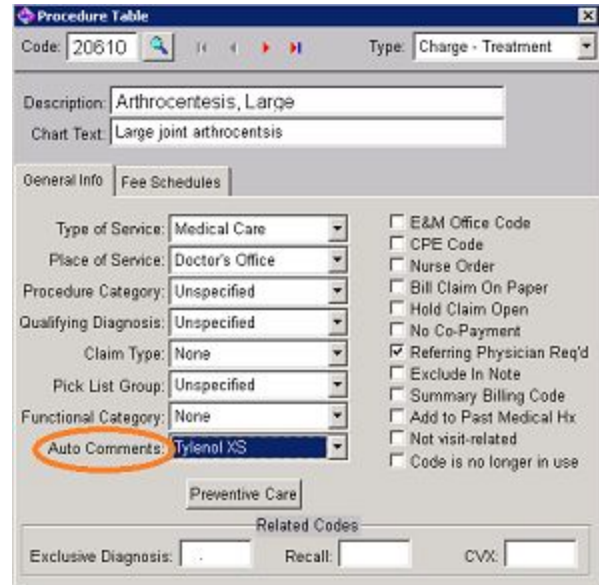 Procedure Table
Code: 20610 Type: Charge - Treatment
Description: Arthrocentesis, Large
Chart Text: Large joint arthrocentsis
General Info Fee Schedules
Type of Service: Medical Care
Place of Service: Doctor's Office
Procedure Category: Unspecified
Qualifying Diagnosis: Unspecified
Claim Type: None
Pick List Group: Unspecified
Functional Category: None
Auto Comments: Tylenol XS
E&M Office Code
CPE Code
Nurse Order
Bill Claim On Paper
Hold Claim Open
No Co-Payment
Referring Physician Req'd
Exclude In Note
Summary Billing Code
Add to Past Medical Hx
Not visit-related
Code is no longer in use
Preventive Care
Related Codes
Exclusive Diagnosis: . Recall: CVX: